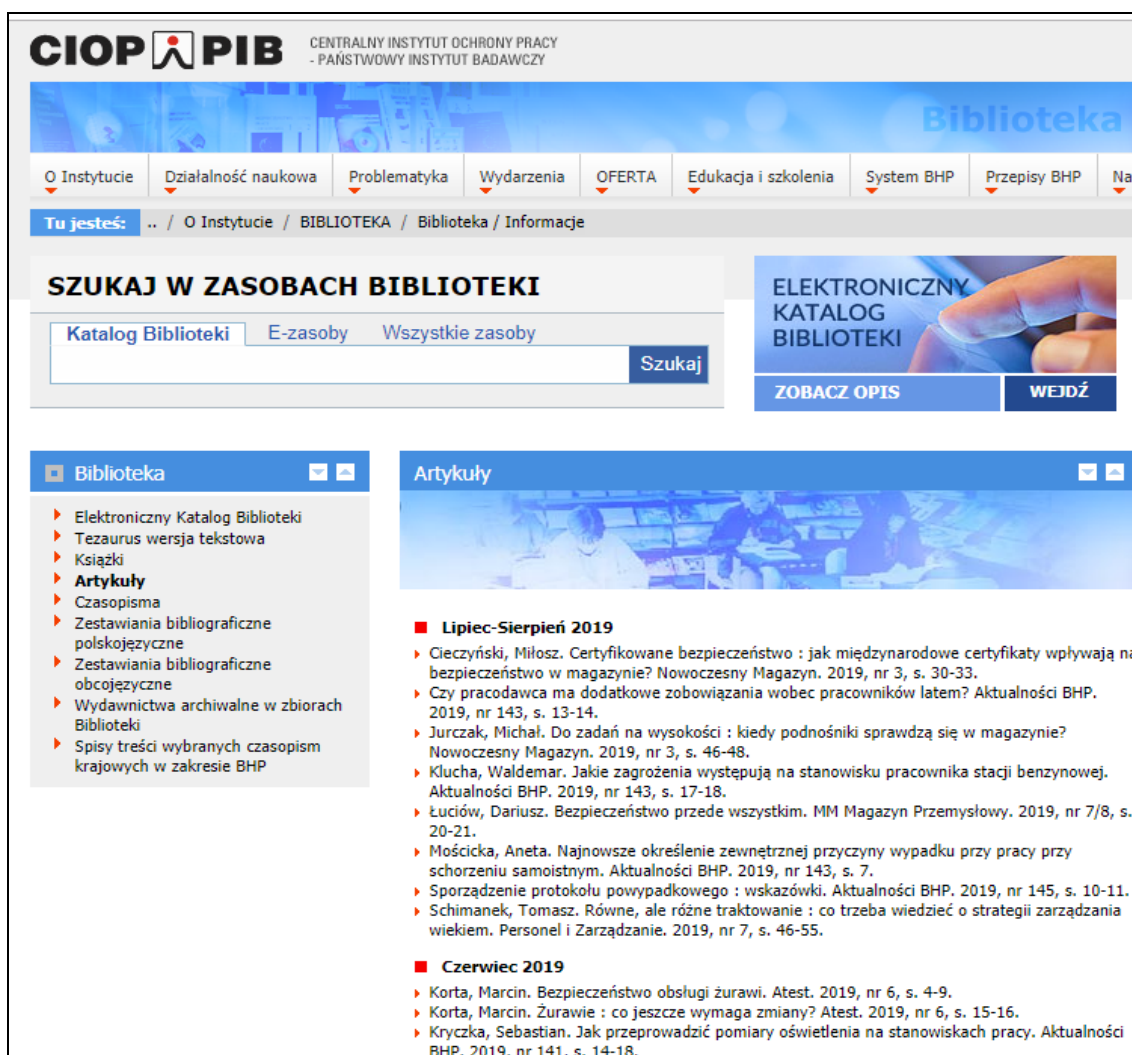 CIOP PIB
CENTRALNY INSTYTUT OCHRONY PRACY
- PAŃSTWOWY INSTYTUT BADAWCZY
Biblioteka
O Instytucie
Działalność naukowa
Problematyka
Wydarzenia
OFERTA
Edukacja i szkolenia
System BHP
Przepisy BHP
Na
Tu jesteś: .. / O Instytucie / BIBLIOTEKA / Biblioteka / Informacje
SZUKAJ W ZASOBACH BIBLIOTEKI
Katalog Biblioteki
E-zasoby
Wszystkie zasoby
Szukaj
ELEKTRONICZNY
KATALOG
BIBLIOTEKI
ZOBACZ OPIS
WEJDŹ
Biblioteka
Elektroniczny Katalog Biblioteki
Tezaurus wersja tekstowa
Książki
Artykuły
Czasopisma
Zestawiania bibliograficzne
polskojęzyczne
Zestawiania bibliograficzne
obcojęzyczne
Wydawnictwa archiwalne w zbiorach
Biblioteki
Spisy treści wybranych czasopism
krajowych w zakresie BHP
Artykuły
Lipiec-Sierpień 2019
Cieczyński, Miłosz. Certyfikowane bezpieczeństwo : jak międzynarodowe certyfikaty wpływają na
bezpieczeństwo w magazynie? Nowoczesny Magazyn. 2019, nr 3, s. 30-33.
Czy pracodawca ma dodatkowe zobowiązania wobec pracowników latem? Aktualności BHP.
2019, nr 143, s. 13-14.
Jurczak, Michał. Do zadań na wysokości : kiedy podnośniki sprawdzą się w magazynie?
Nowoczesny Magazyn. 2019, nr 3, s. 46-48.
Klucha, Waldemar. Jakie zagrożenia występują na stanowisku pracownika stacji benzynowej.
Aktualności BHP. 2019, nr 143, s. 17-18.
Łuciów, Dariusz. Bezpieczeństwo przede wszystkim. MM Magazyn Przemysłowy. 2019, nr 7/8, s.
20-21.
Mościcka, Aneta. Najnowsze określenie zewnętrznej przyczyny wypadku przy pracy przy
schorzeniu samoistnym. Aktualności BHP. 2019, nr 143, s. 7.
Sporządzenie protokołu powypadkowego : wskazówki. Aktualności BHP. 2019, nr 145, s. 10-11.
Schimanek, Tomasz. Równe, ale różne traktowanie : co trzeba wiedzieć o strategii zarządzania
wiekiem. Personel i Zarządzanie. 2019, nr 7, s. 46-55.
Czerwiec 2019
Korta, Marcin. Bezpieczeństwo obsługi żurawi. Atest. 2019, nr 6, s. 4-9.
Korta, Marcin. Żurawie : co jeszcze wymaga zmiany? Atest. 2019, nr 6, s. 15-16.
Kryczka, Sebastian. Jak przeprowadzić pomiary oświetlenia na stanowiskach pracy. Aktualności
BHP. 2019, nr 141, s. 14-18.